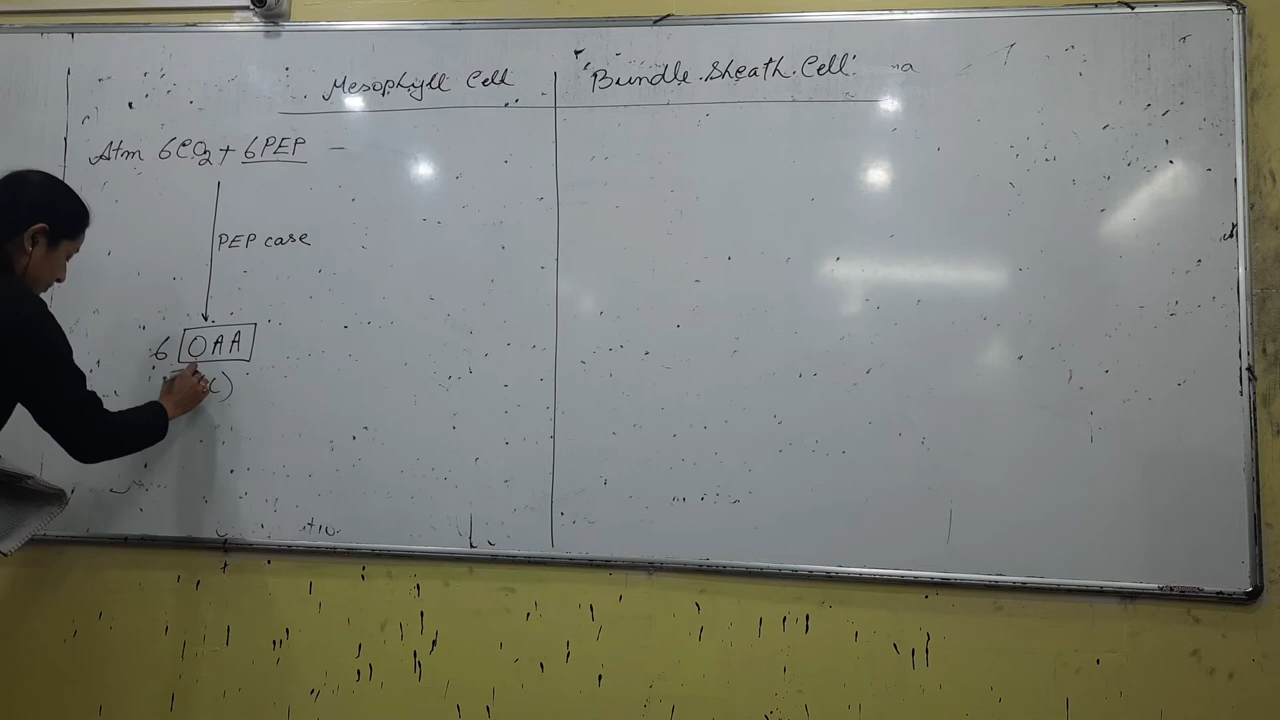 Mesophyll Cell
Bundle Sheath Cell
Atm 6CO₂ + 6PEP –
PEP case
6 OAA